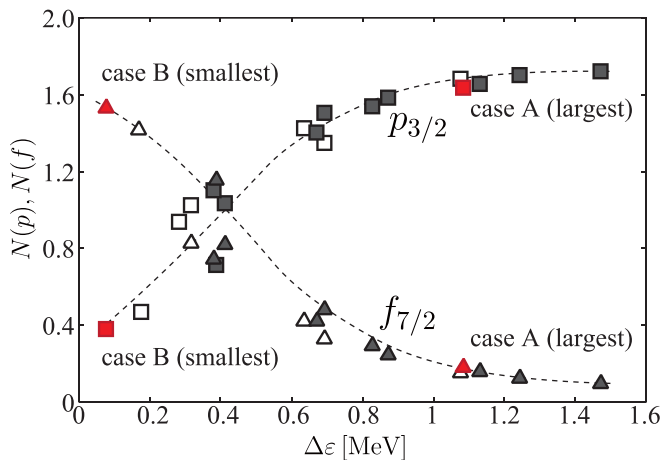 2.0
case B (smallest)
1.6
case A (largest)
p3/2
1.2
N(p), N(f)
0.8
f7/2
0.4
case B (smallest)
case A (largest)
0
0 0.2 0.4 0.6 0.8 1 1.2 1.4 1.6
Δε [MeV]